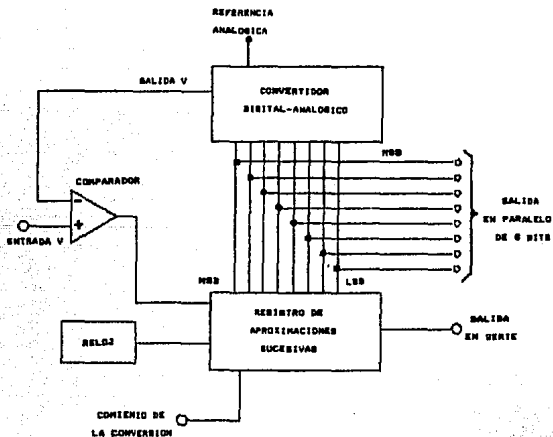 REFERENCIA
ANALOGICA
SALIDA V
CONVERTIDOR
DIGITAL-ANALOGICO
MSB
COMPARADOR
-
+
ENTRADA V
SALIDA
EN PARALELO
DE 8 BITS
MSB
LSB
REGISTRO DE
APROXIMACIONES
SUCESIVAS
RELOJ
SALIDA
EN SERIE
COMIENZO DE
LA CONVERSION